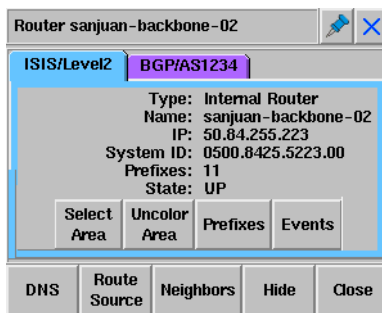 Router sanjuan-backbone-02
ISIS/Level2 BGP/AS1234
Type: Internal Router
Name: sanjuan-backbone-02
IP: 50.84.255.223
System ID: 0500.8425.5223.00
Prefixes: 11
State: UP
Select Area Uncolor Area Prefixes Events
DNS Route Source Neighbors Hide Close